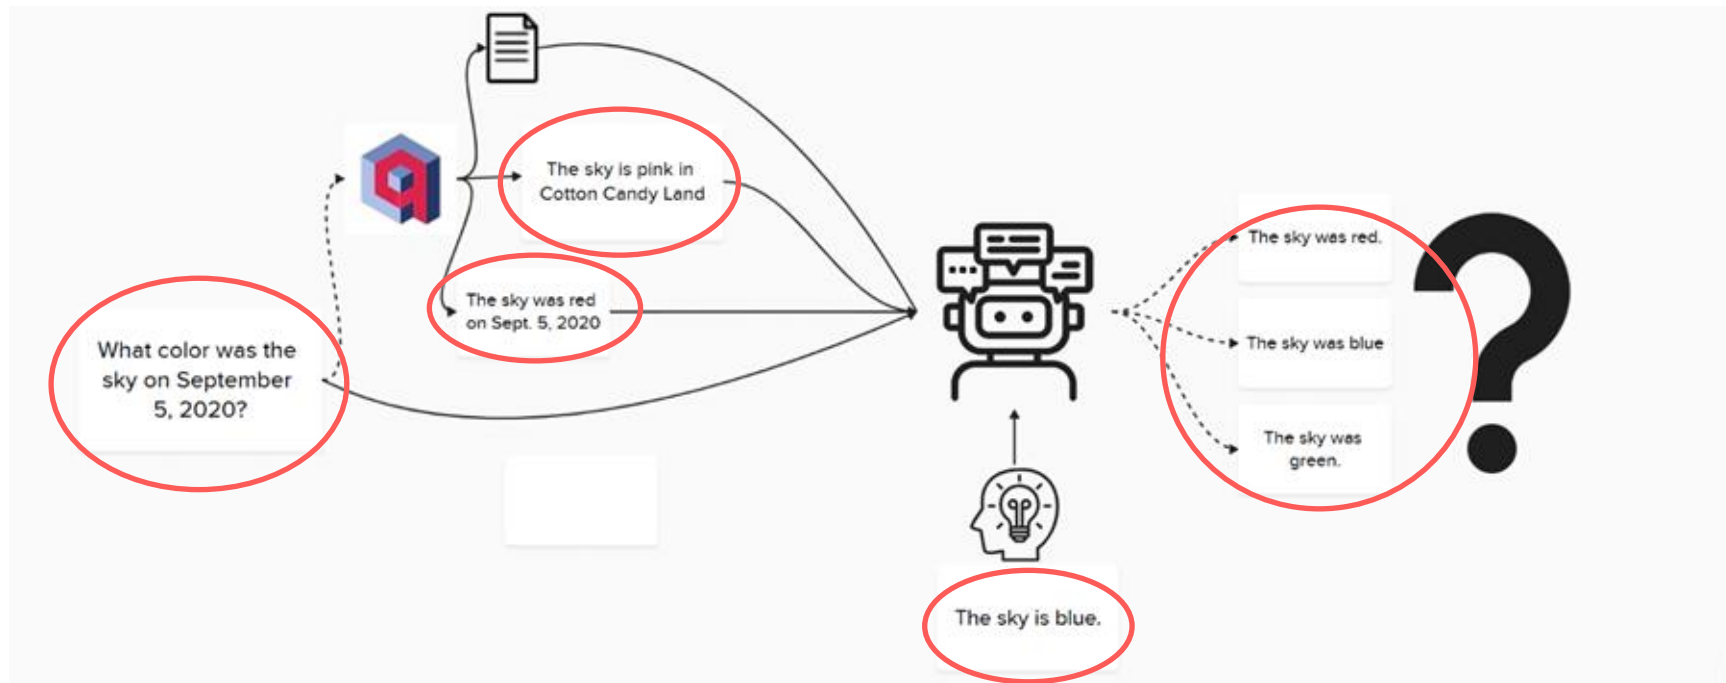 The sky is pink in
Cotton Candy Land
The sky was red
on Sept. 5, 2020
What color was the
sky on September
5, 2020?
The sky was red.
The sky was blue
The sky was
green.
The sky is blue.